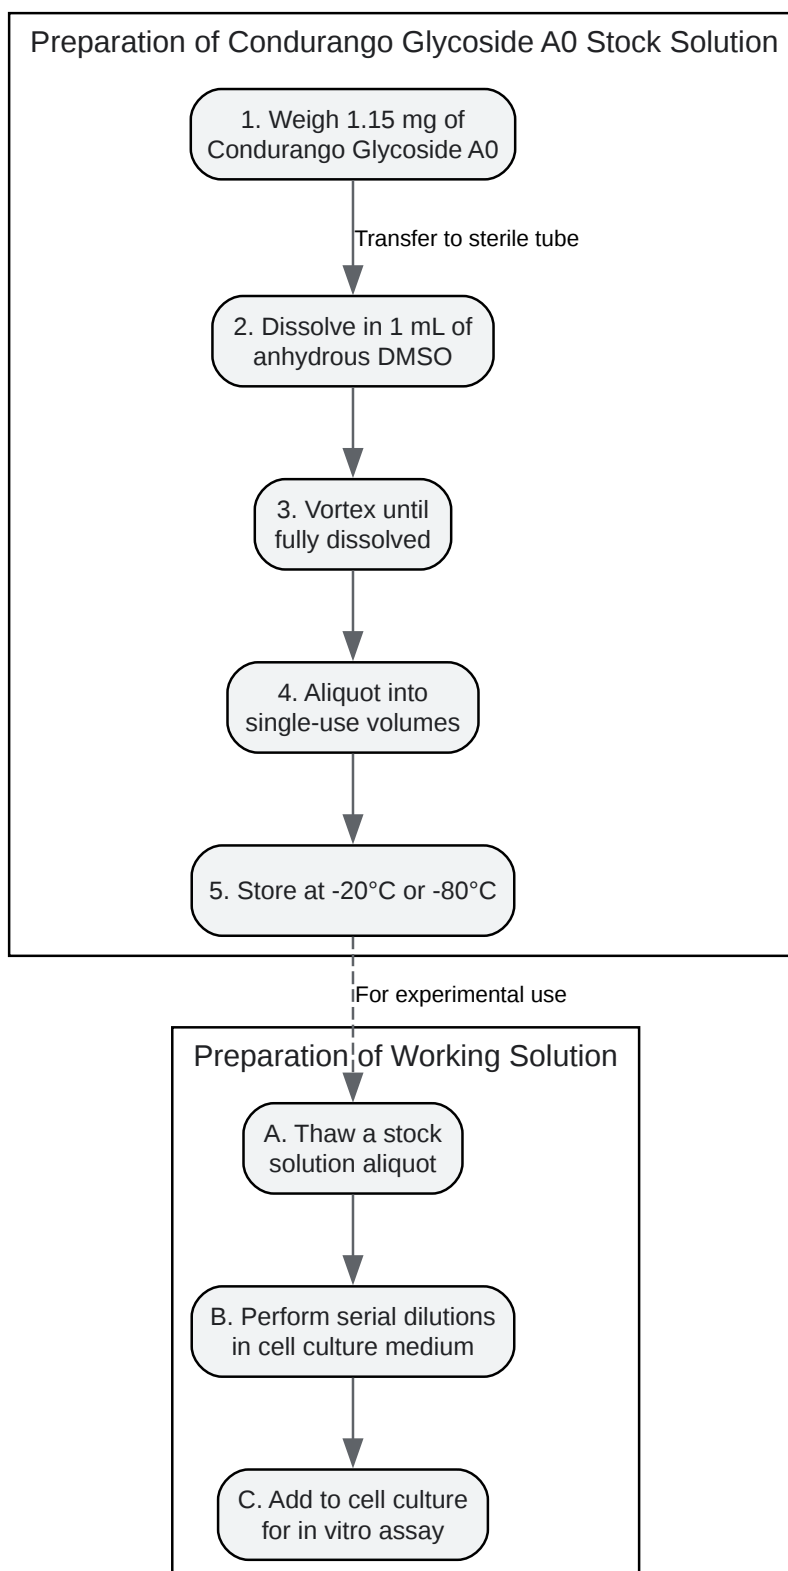 Preparation of Condurango Glycoside A0 Stock Solution
1. Weigh 1.15 mg of
Condurango Glycoside A0
Transfer to sterile tube
2. Dissolve in 1 mL of
anhydrous DMSO
3. Vortex until
fully dissolved
4. Aliquot into
single-use volumes
5. Store at -20°C or -80°C
For experimental use
Preparation of Working Solution
A. Thaw a stock
solution aliquot
B. Perform serial dilutions
in cell culture medium
C. Add to cell culture
for in vitro assay